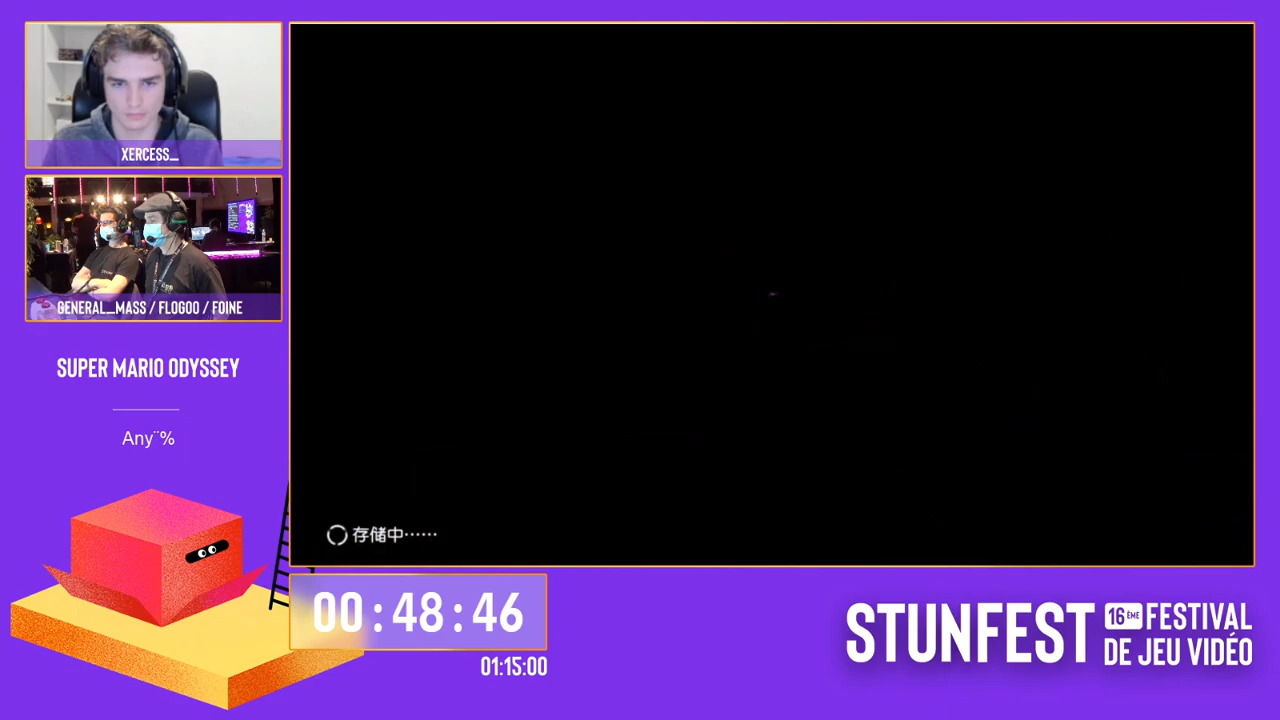 XERCESS_
GENERAL_MASS / FLOGOO / FOINE
SUPER MARIO ODYSSEY
Any¨%
存储中······
00:48:46
01:15:00
STUNFEST 16ÈME FESTIVAL
DE JEU VIDÉO